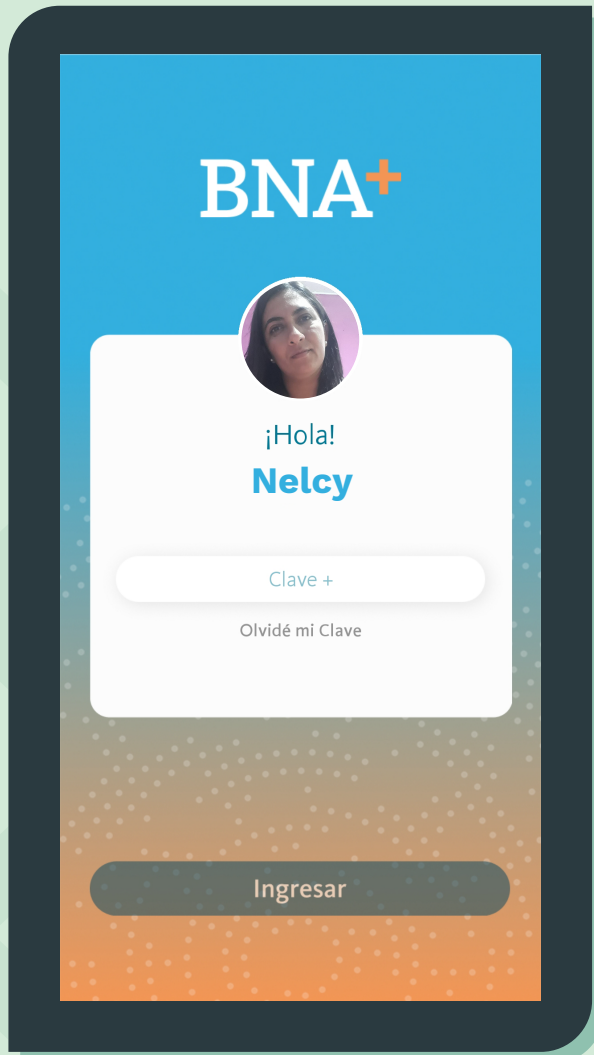 BNA+
¡Hola!
Nelcy
Clave +
Olvidé mi Clave
Ingresar